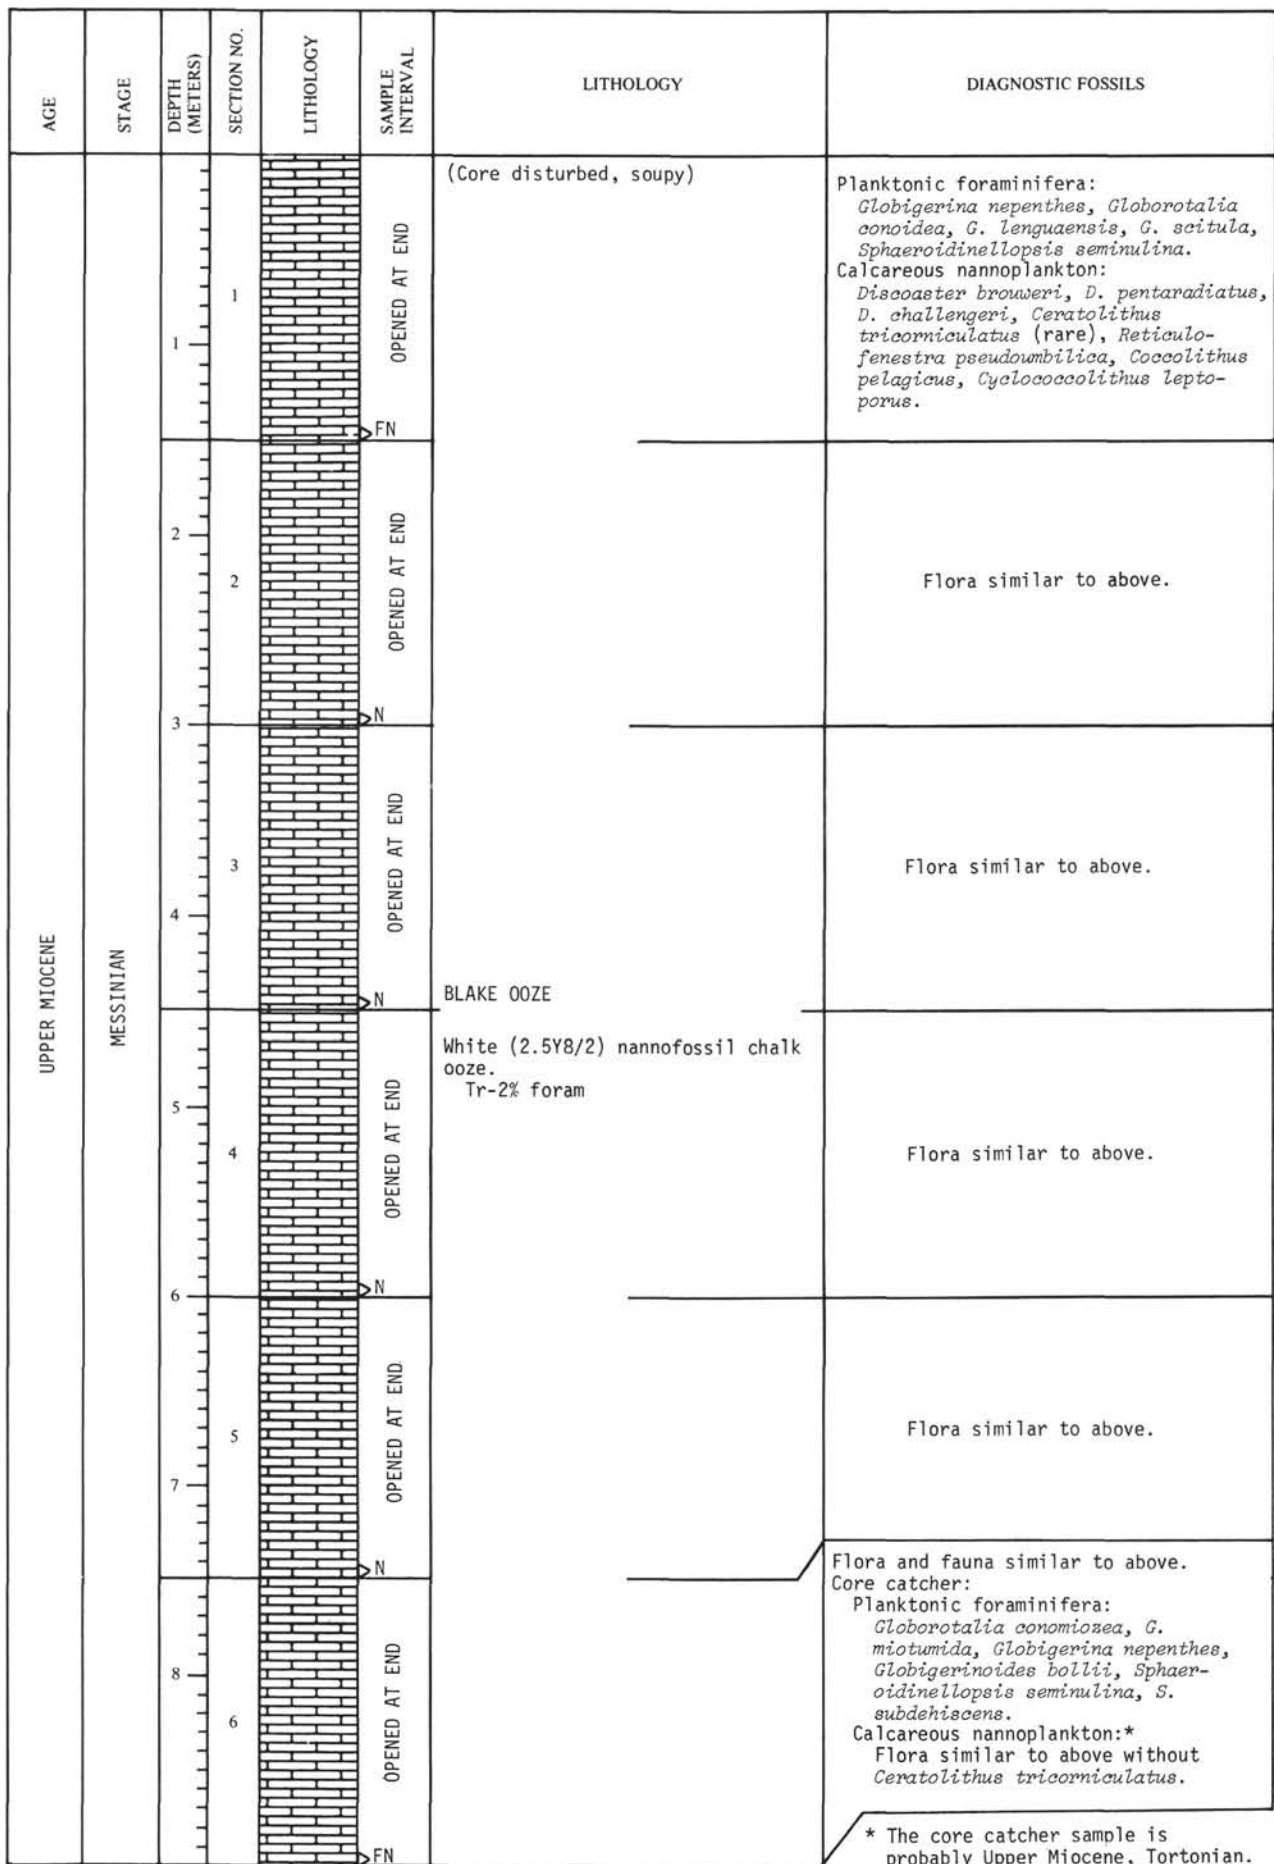 AGE
STAGE
DEPTH
(METERS)
SECTION NO.
LITHOLOGY
SAMPLE
INTERVAL
LITHOLOGY
DIAGNOSTIC FOSSILS
UPPER MIOCENE
MESSINIAN
1
1
OPENED AT END
FN
(Core disturbed, soupy)
Planktonic foraminifera:
Globigerina nepenthes, Globorotalia
conoidea, G. lenguaensis, G. scitula,
Sphaeroidinellopsis seminulina.
Calcareous nannoplankton:
Discoaster brouweri, D. pentaradiatus,
D. challengeri, Ceratolithus
tricorniculatus (rare), Reticulo-
fenestra pseudoumbilica, Coccolithus
pelagicus, Cyclococcolithus lepto-
porus.
2
2
OPENED AT END
N
Flora similar to above.
3
3
OPENED AT END
4
N
BLAKE OOZE
Flora similar to above.
White (2.5Y8/2) nannofossil chalk
ooze.
Tr-2% foram
5
4
OPENED AT END
N
Flora similar to above.
6
5
OPENED AT END
7
N
Flora similar to above.
8
6
OPENED AT END
FN
Flora and fauna similar to above.
Core catcher:
Planktonic foraminifera:
Globorotalia conomiozea, G.
miotumida, Globigerina nepenthes,
Globigerinoides bollii, Sphaer-
oidinellopsis seminulina, S.
subdehiscens.
Calcareous nannoplankton:*
Flora similar to above without
Ceratolithus tricorniculatus.
* The core catcher sample is
probably Upper Miocene, Tortonian.